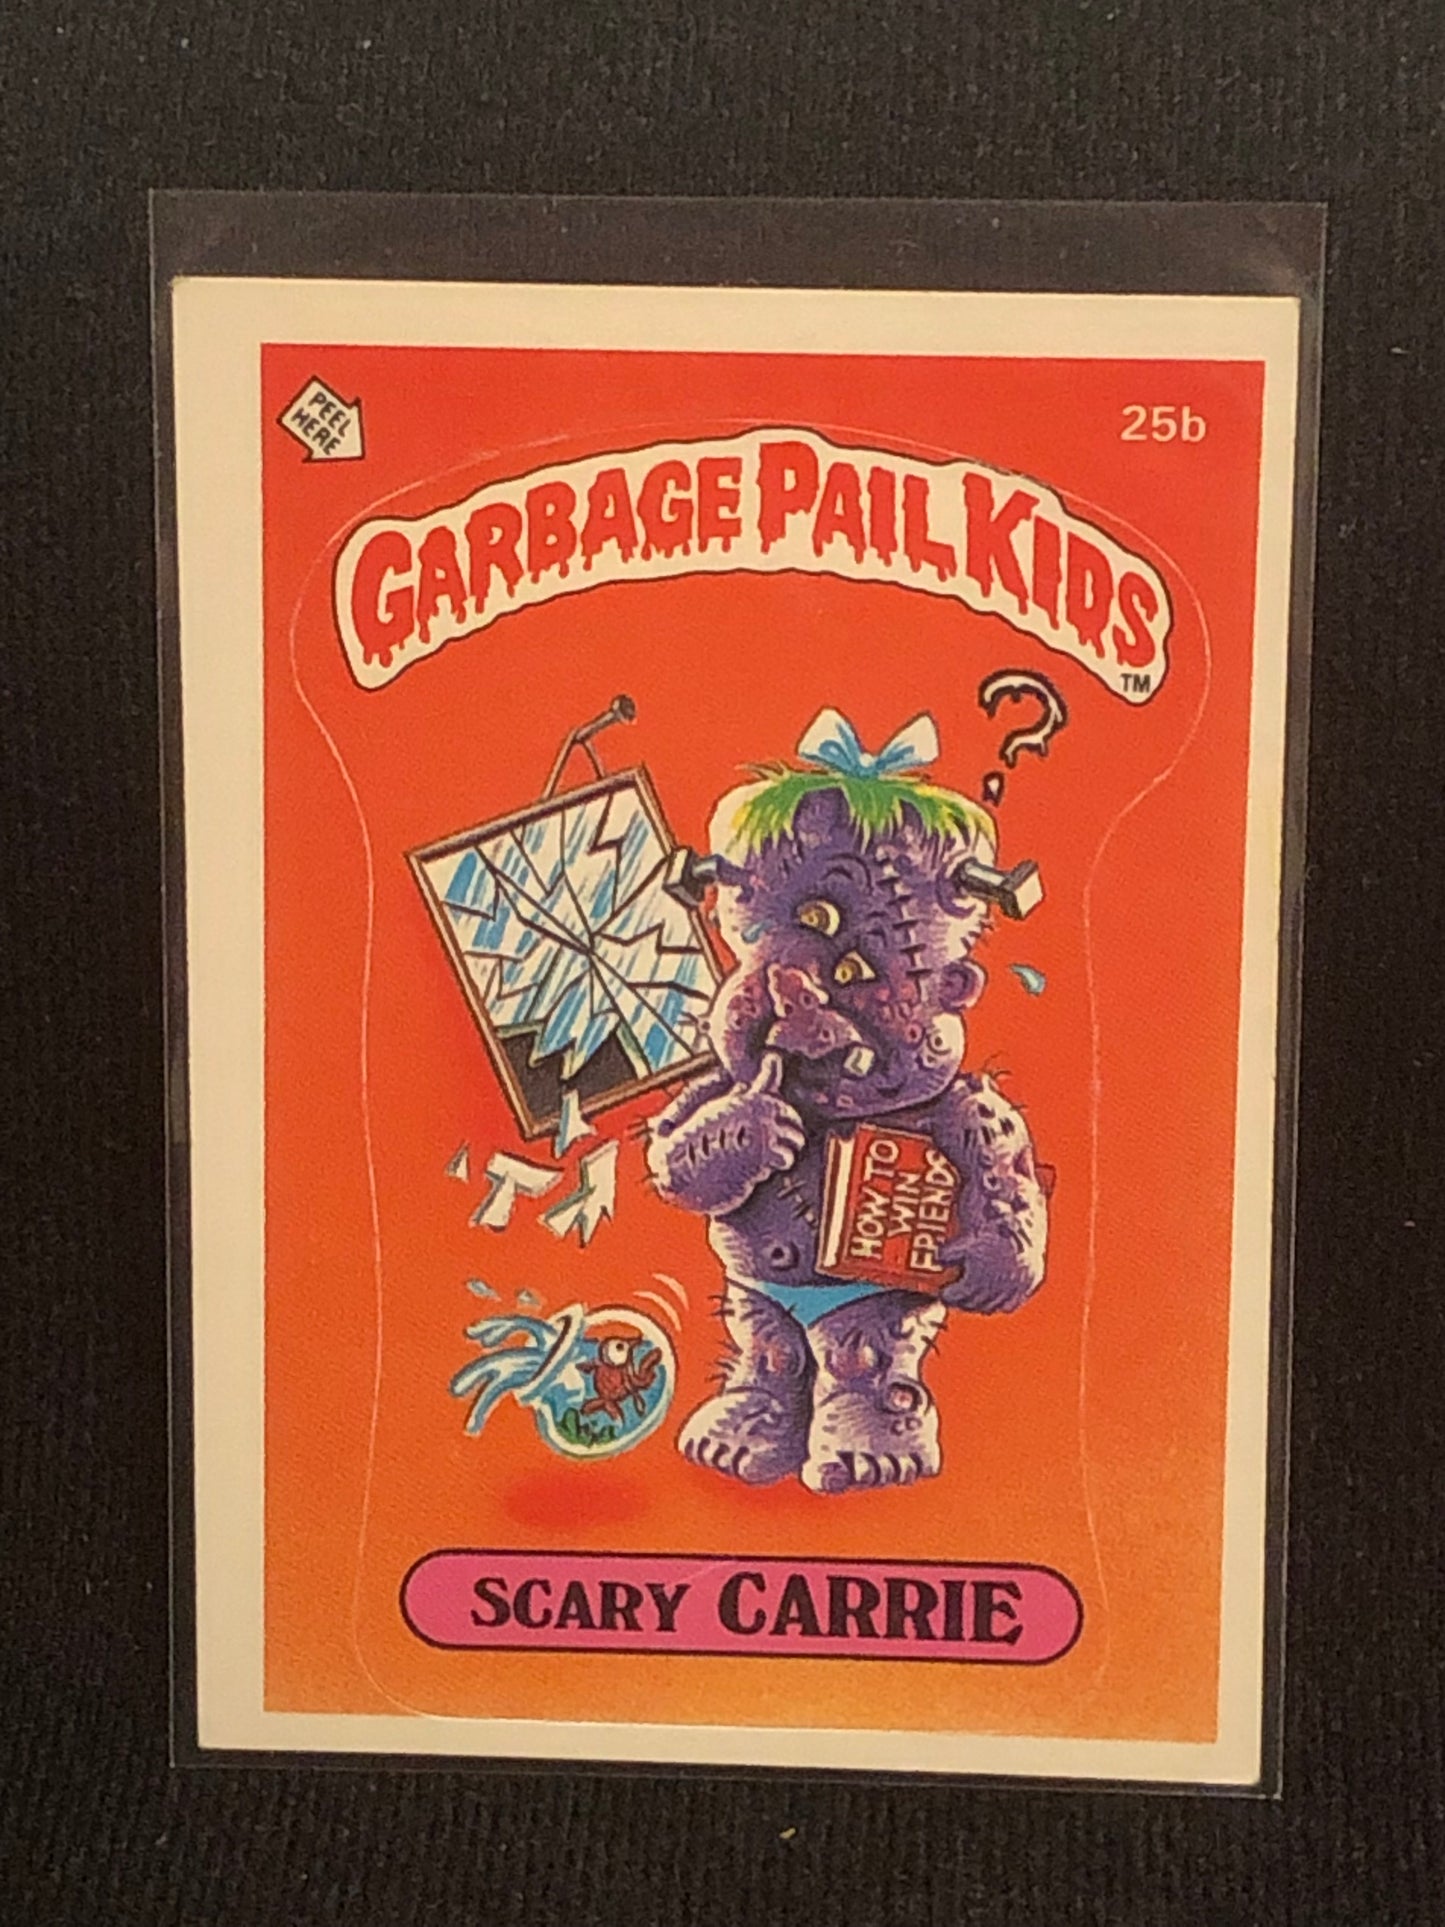 PEEL
HERE
25b
GARBAGE PAIL KIDS
TM
?
HOW TO
WIN
FRIENDS
SCARY CARRIE